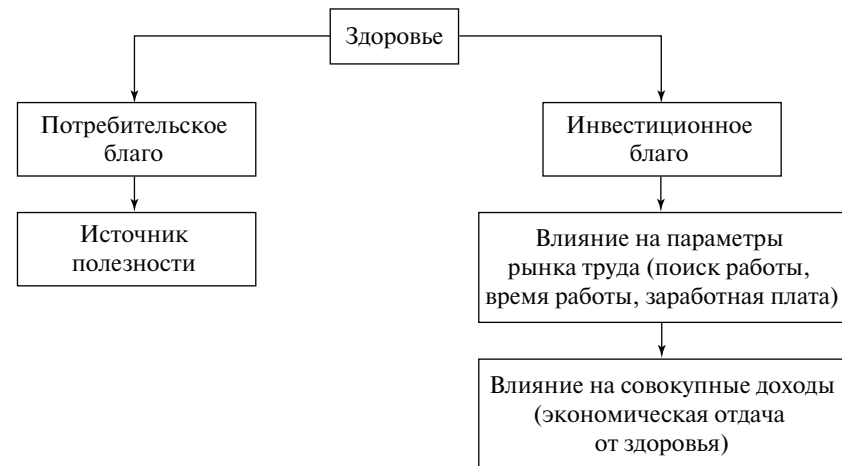 Здоровье
Потребительское
благо
Инвестиционное
благо
Источник
полезности
Влияние на параметры
рынка труда (поиск работы,
время работы, заработная плата)
Влияние на совокупные доходы
(экономическая отдача
от здоровья)